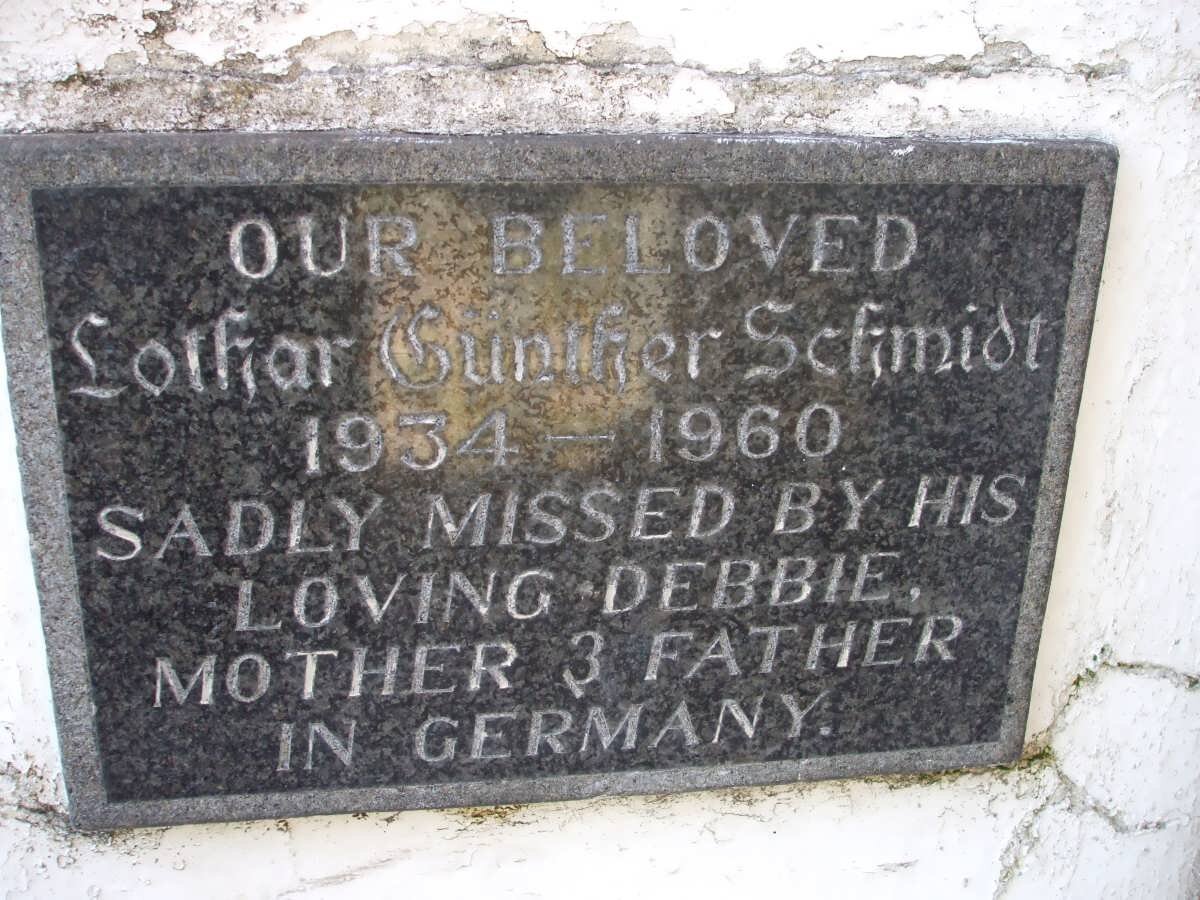 OUR BELOVED
Lothar Günther Schmidt
1934 — 1960
SADLY MISSED BY HIS
LOVING DEBBIE,
MOTHER & FATHER
IN GERMANY.